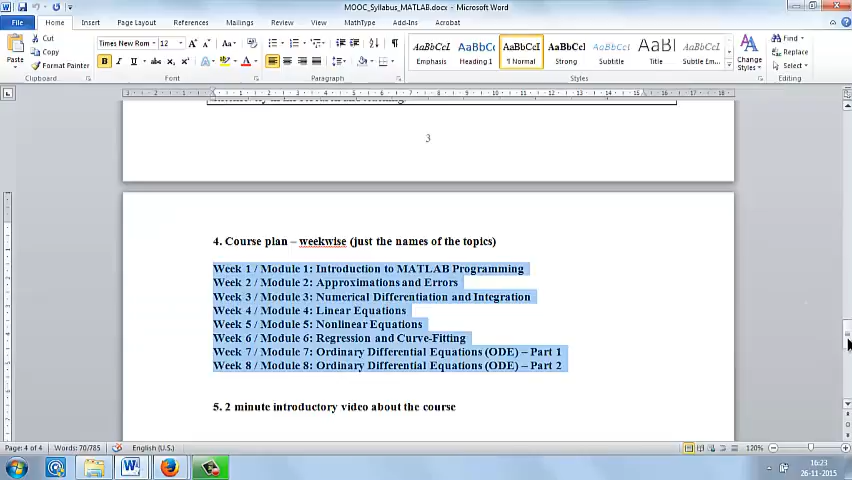 MOOC_Syllabus_MATLAB.docx - Microsoft Word
File Home Insert Page Layout References Mailings Review View MathType Add-Ins Acrobat
Paste Cut Copy Format Painter Clipboard
Times New Rom 12 Font
Paragraph
AaBbCcI Emphasis AaBbCc Heading 1 AaBbCcI ¶ Normal AaBbCcI Strong AaBbCcI Subtitle AaBbI Title AaBbCcI Subtle Em... Change Styles Styles
Find Replace Select Editing
3
4. Course plan – weekwise (just the names of the topics)
Week 1 / Module 1: Introduction to MATLAB Programming
Week 2 / Module 2: Approximations and Errors
Week 3 / Module 3: Numerical Differentiation and Integration
Week 4 / Module 4: Linear Equations
Week 5 / Module 5: Nonlinear Equations
Week 6 / Module 6: Regression and Curve-Fitting
Week 7 / Module 7: Ordinary Differential Equations (ODE) – Part 1
Week 8 / Module 8: Ordinary Differential Equations (ODE) – Part 2
5. 2 minute introductory video about the course
Page: 4 of 4 Words: 70/785 English (U.S.) 120%
16:23
26-11-2015